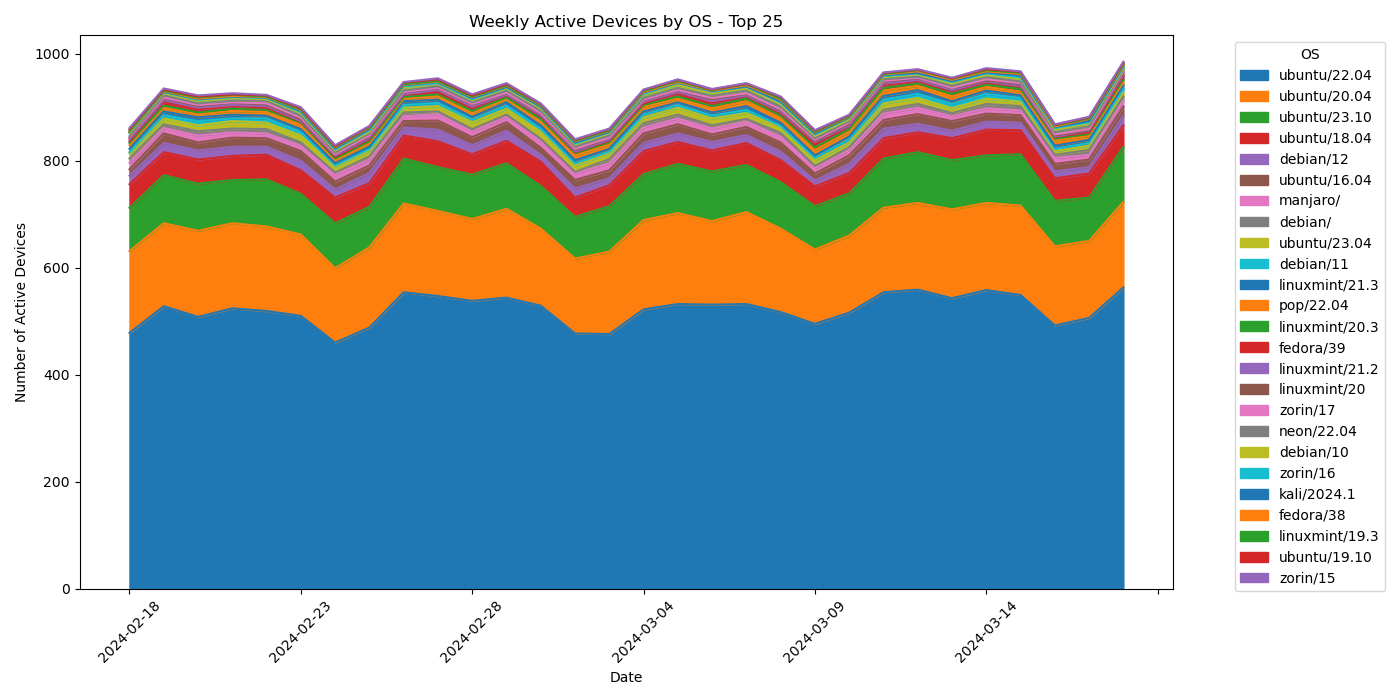 Weekly Active Devices by OS - Top 25
Number of Active Devices
1000
800
600
400
200
0
2024-02-18
2024-02-23
2024-02-28
2024-03-04
2024-03-09
2024-03-14
Date
OS
ubuntu/22.04
ubuntu/20.04
ubuntu/23.10
ubuntu/18.04
debian/12
ubuntu/16.04
manjaro/
debian/
ubuntu/23.04
debian/11
linuxmint/21.3
pop/22.04
linuxmint/20.3
fedora/39
linuxmint/21.2
linuxmint/20
zorin/17
neon/22.04
debian/10
zorin/16
kali/2024.1
fedora/38
linuxmint/19.3
ubuntu/19.10
zorin/15